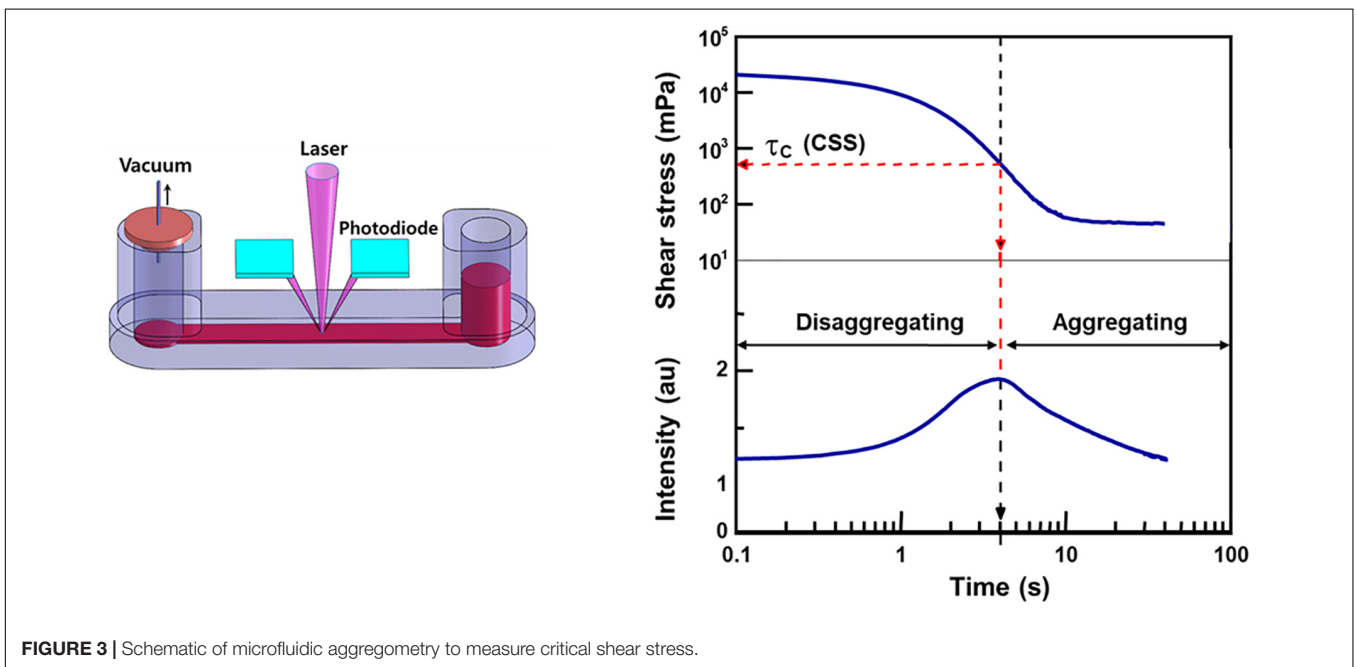 Vacuum
Laser
Photodiode
Shear stress (mPa)
10⁵
10⁴
10³
10²
10¹
τC (CSS)
Disaggregating
Aggregating
Intensity (au)
2
1
0
0.1
1
10
100
Time (s)
FIGURE 3 | Schematic of microfluidic aggregometry to measure critical shear stress.